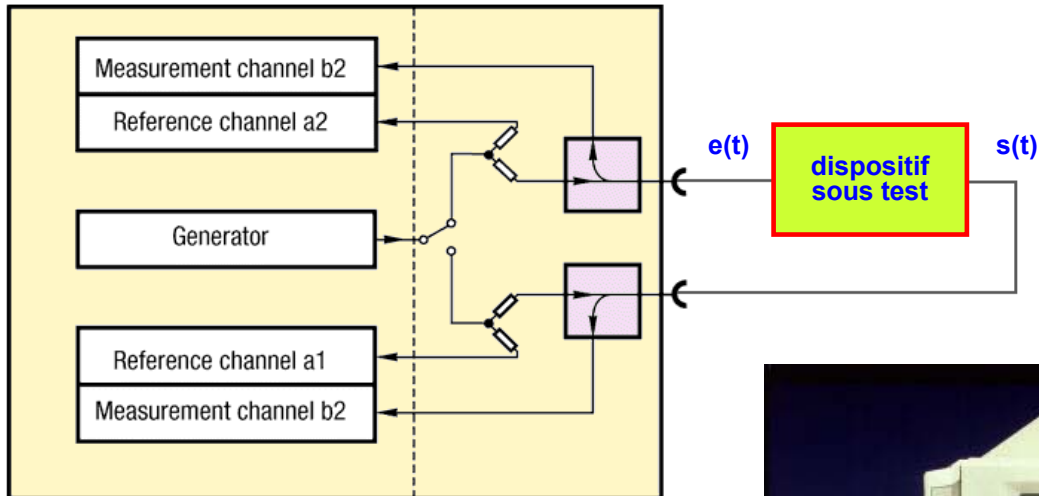 Measurement channel b2
Reference channel a2
Generator
Reference channel a1
Measurement channel b2
e(t)
dispositif
sous test
s(t)